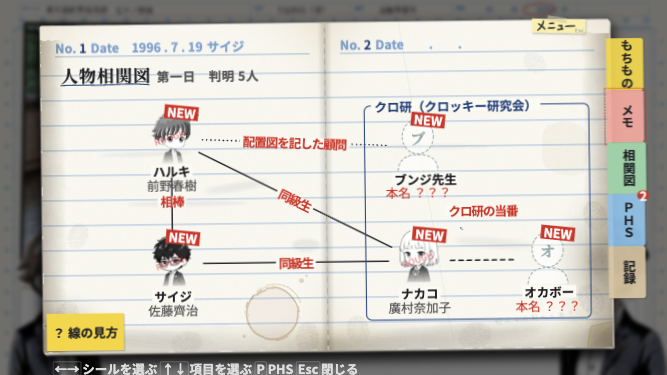 メニュー
Esc
No. 1 Date 1996 . 7 . 19 サイジ
No. 2 Date . .
人物相関図 第一日 判明 5人
クロ研（クロッキー研究会）
NEW
配置図を記した顧問
NEW
ブ
ハルキ
前野春樹
相棒
ブンジ先生
本名 ？？？
同級生
クロ研の当番
NEW
同級生
NEW
NEW
オ
サイジ
佐藤齊治
ナカコ
廣村奈加子
オカボー
本名 ？？？
? 線の見方
もちもの
メモ
相関図
2
PHS
記録
←→ シールを選ぶ ↑↓ 項目を選ぶ P PHS Esc 閉じる